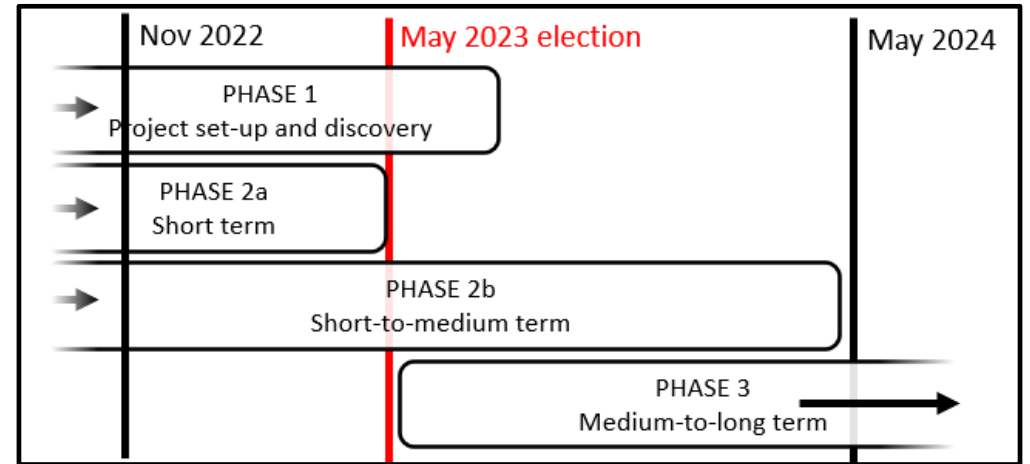 Nov 2022
May 2023 election
May 2024
PHASE 1
Project set-up and discovery
PHASE 2a
Short term
PHASE 2b
Short-to-medium term
PHASE 3
Medium-to-long term